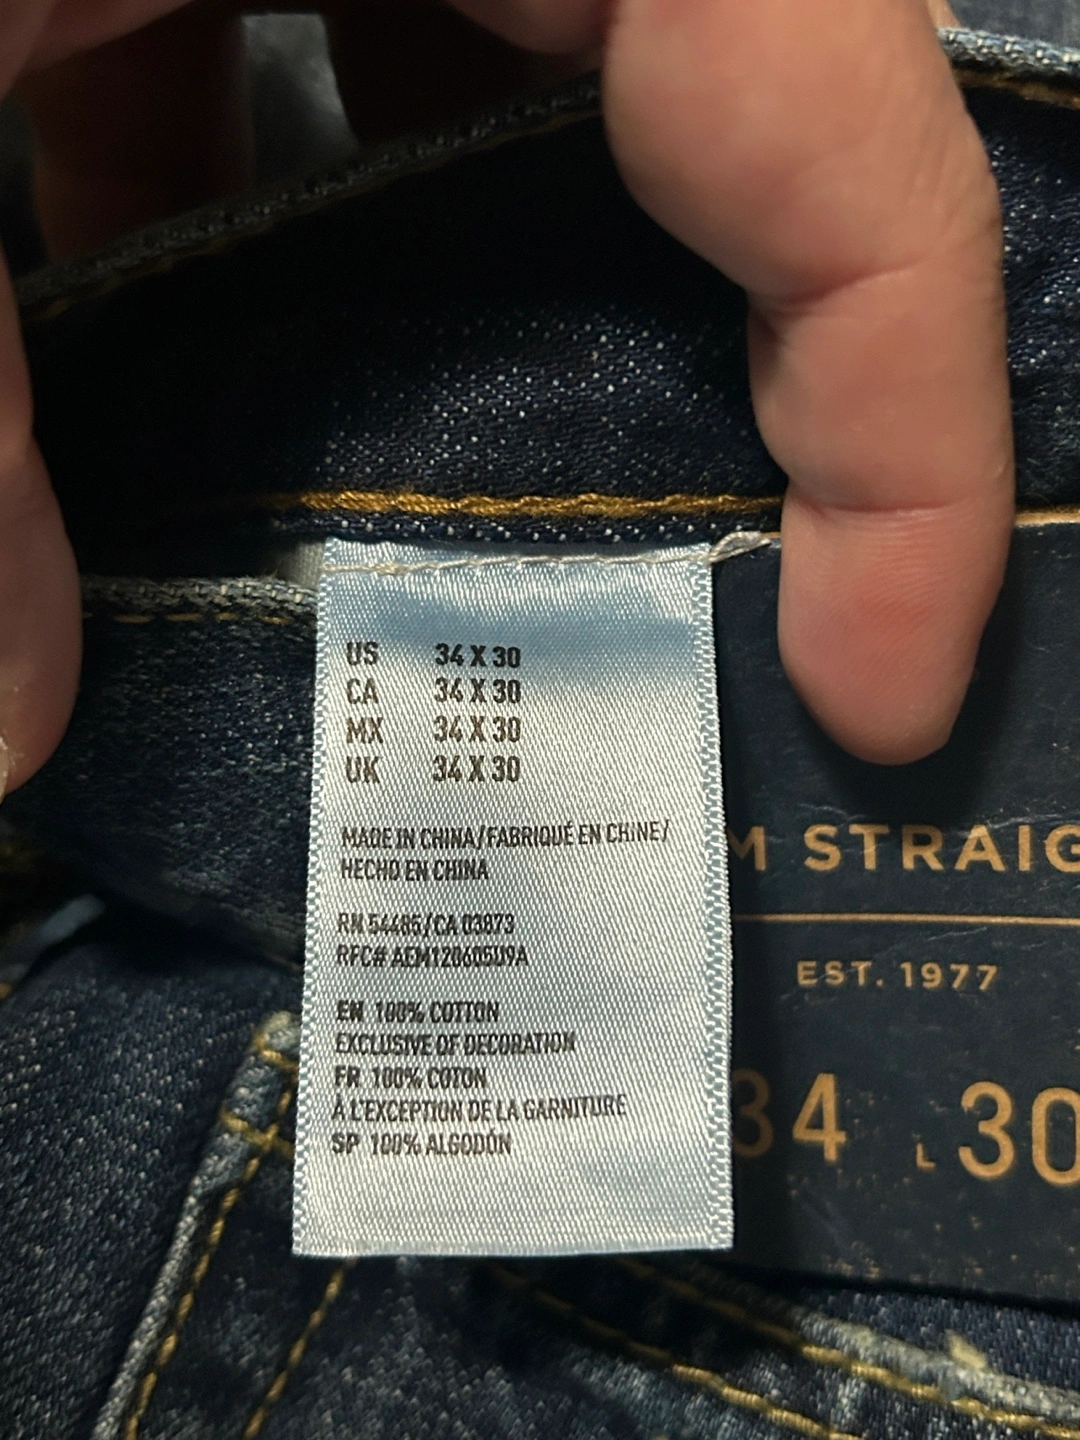 US 34 X 30
CA 34 X 30
MX 34 X 30
UK 34 X 30
MADE IN CHINA/FABRIQUÉ EN CHINE/
HECHO EN CHINA
RN 54485/CA 03873
RFC# AEM120605U9A
EN 100% COTTON
EXCLUSIVE OF DECORATION
FR 100% COTON
À L'EXCEPTION DE LA GARNITURE
SP 100% ALGODÓN
M STRAIG
EST. 1977
34 L 30